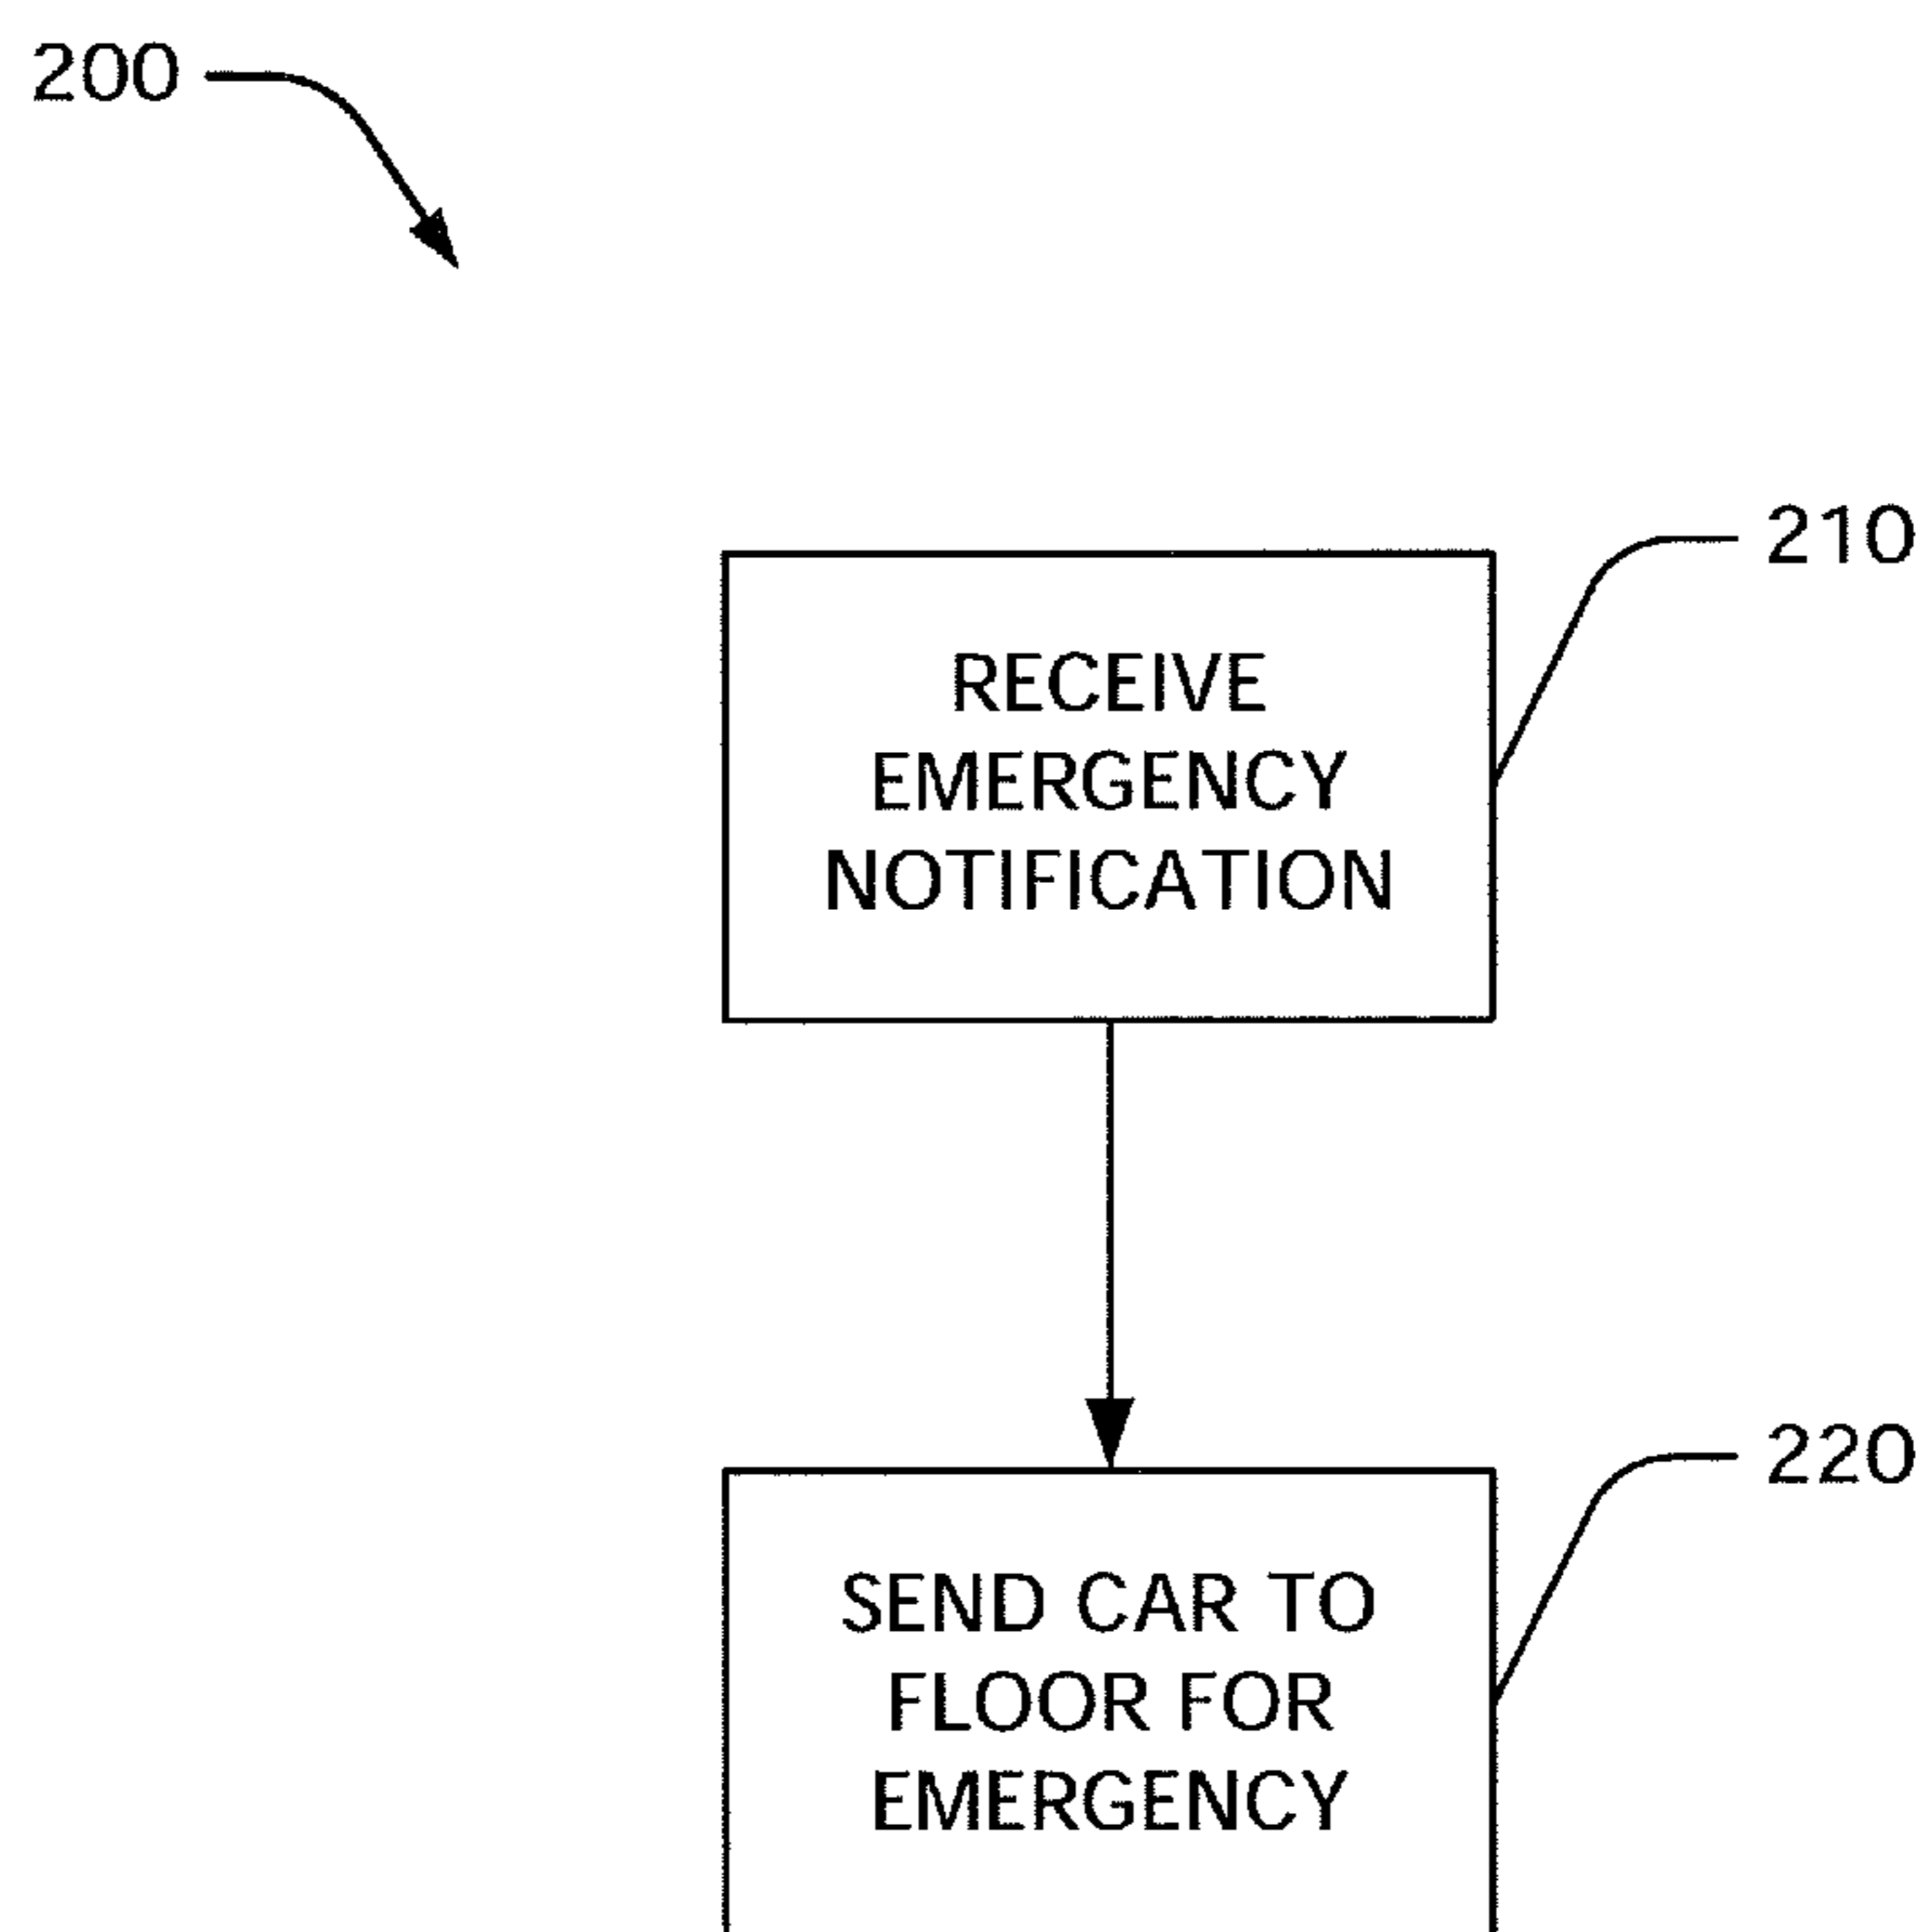 200
210
RECEIVE
EMERGENCY
NOTIFICATION
220
SEND CAR TO
FLOOR FOR
EMERGENCY